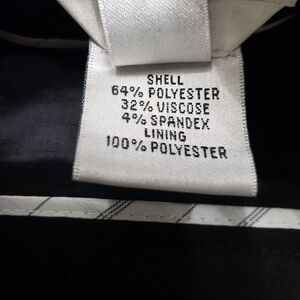 SHELL
64% POLYESTER
32% VISCOSE
4% SPANDEX
LINING
100% POLYESTER